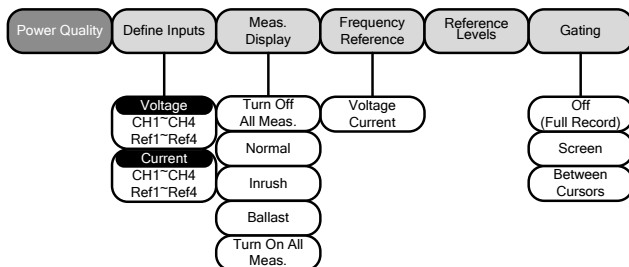 Power Quality
Define Inputs
Meas.
Display
Frequency
Reference
Reference
Levels
Gating
Voltage
CH1~CH4
Ref1~Ref4
Current
CH1~CH4
Ref1~Ref4
Turn Off
All Meas.
Normal
Inrush
Ballast
Turn On All
Meas.
Voltage
Current
Off
(Full Record)
Screen
Between
Cursors